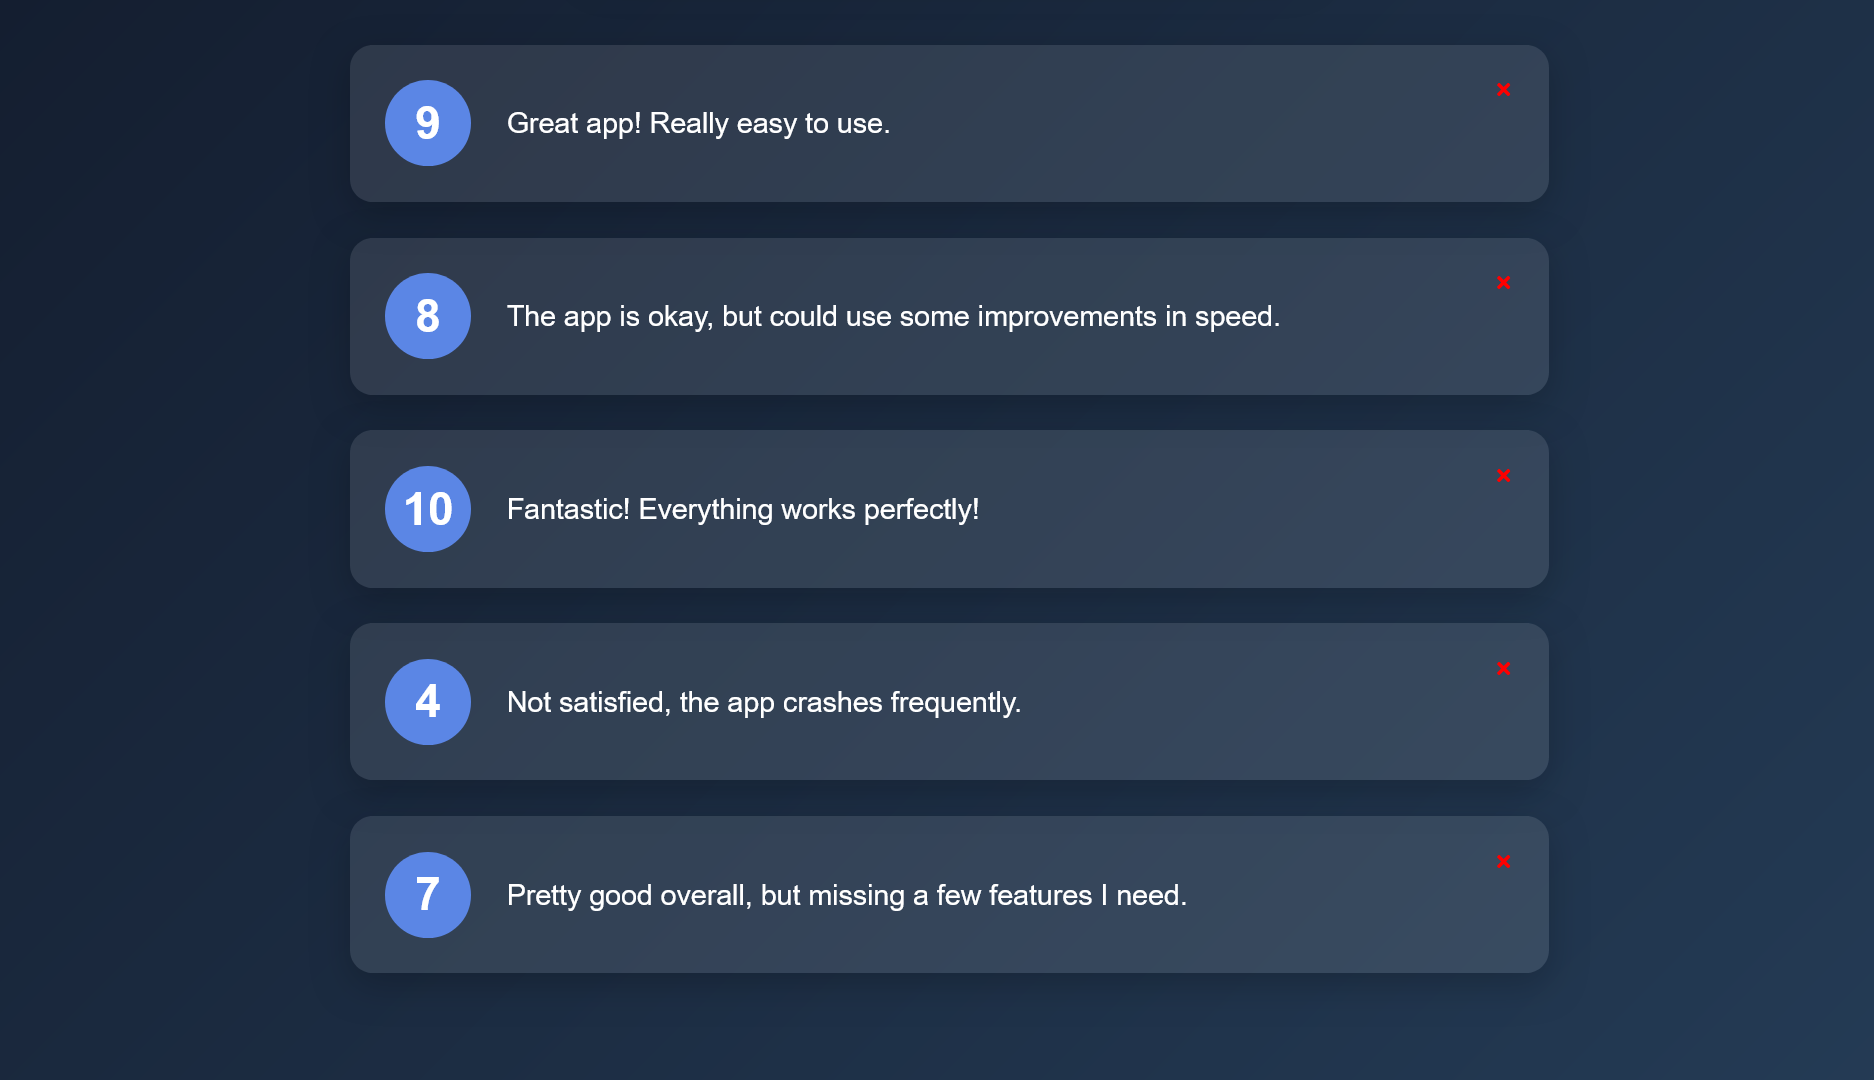 9
Great app! Really easy to use.
8
The app is okay, but could use some improvements in speed.
10
Fantastic! Everything works perfectly!
4
Not satisfied, the app crashes frequently.
7
Pretty good overall, but missing a few features I need.